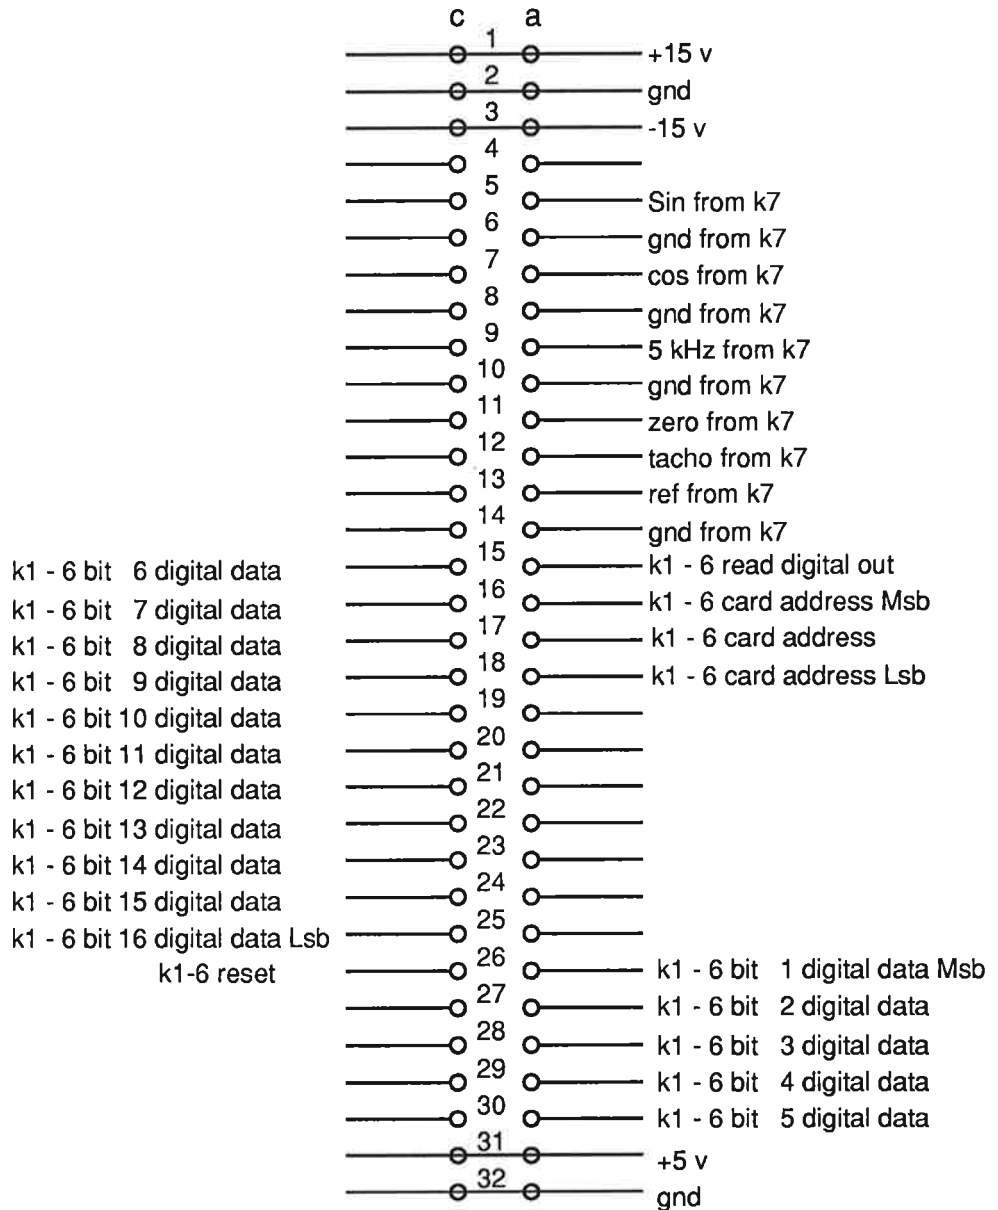 c a
1 +15 v
2 gnd
3 -15 v
4
5 Sin from k7
6 gnd from k7
7 cos from k7
8 gnd from k7
9 5 kHz from k7
10 gnd from k7
11 zero from k7
12 tacho from k7
13 ref from k7
14 gnd from k7
k1 - 6 bit 6 digital data 15 k1 - 6 read digital out
k1 - 6 bit 7 digital data 16 k1 - 6 card address Msb
k1 - 6 bit 8 digital data 17 k1 - 6 card address
k1 - 6 bit 9 digital data 18 k1 - 6 card address Lsb
k1 - 6 bit 10 digital data 19
k1 - 6 bit 11 digital data 20
k1 - 6 bit 12 digital data 21
k1 - 6 bit 13 digital data 22
k1 - 6 bit 14 digital data 23
k1 - 6 bit 15 digital data 24
k1 - 6 bit 16 digital data Lsb 25
k1-6 reset 26 k1 - 6 bit 1 digital data Msb
27 k1 - 6 bit 2 digital data
28 k1 - 6 bit 3 digital data
29 k1 - 6 bit 4 digital data
30 k1 - 6 bit 5 digital data
31 +5 v
32 gnd